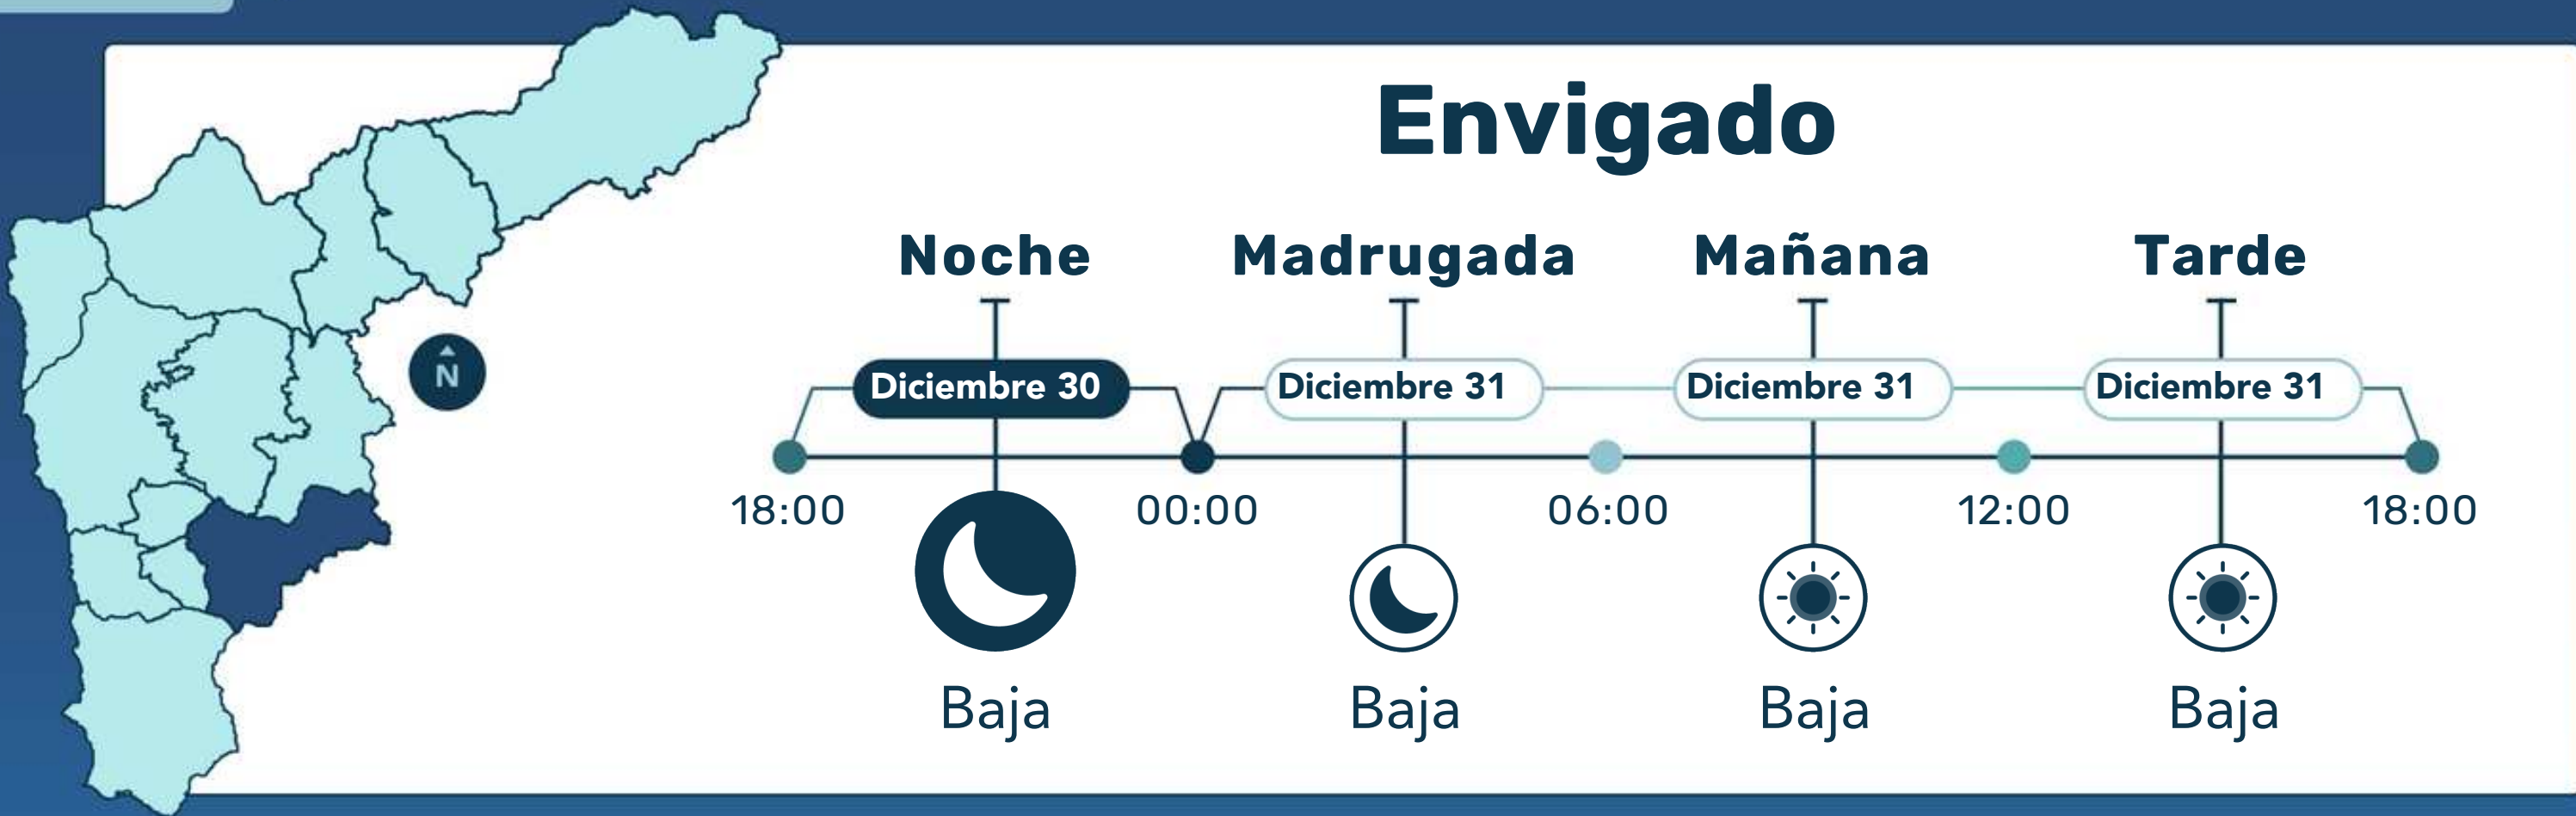 Envigado
Noche Madrugada Mañana Tarde
N
Diciembre 30 Diciembre 31 Diciembre 31 Diciembre 31
18:00 00:00 06:00 12:00 18:00
Baja Baja Baja Baja